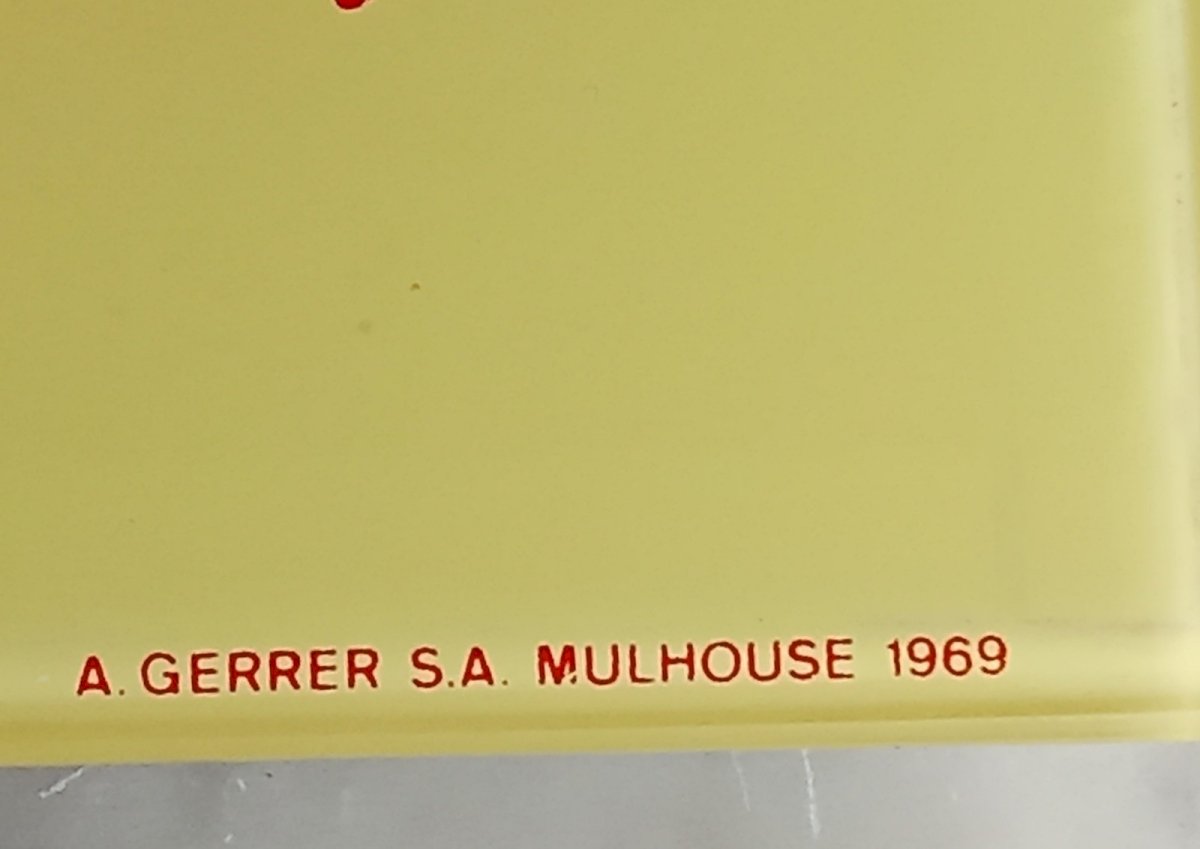 A. GERRER S.A. MULHOUSE 1969